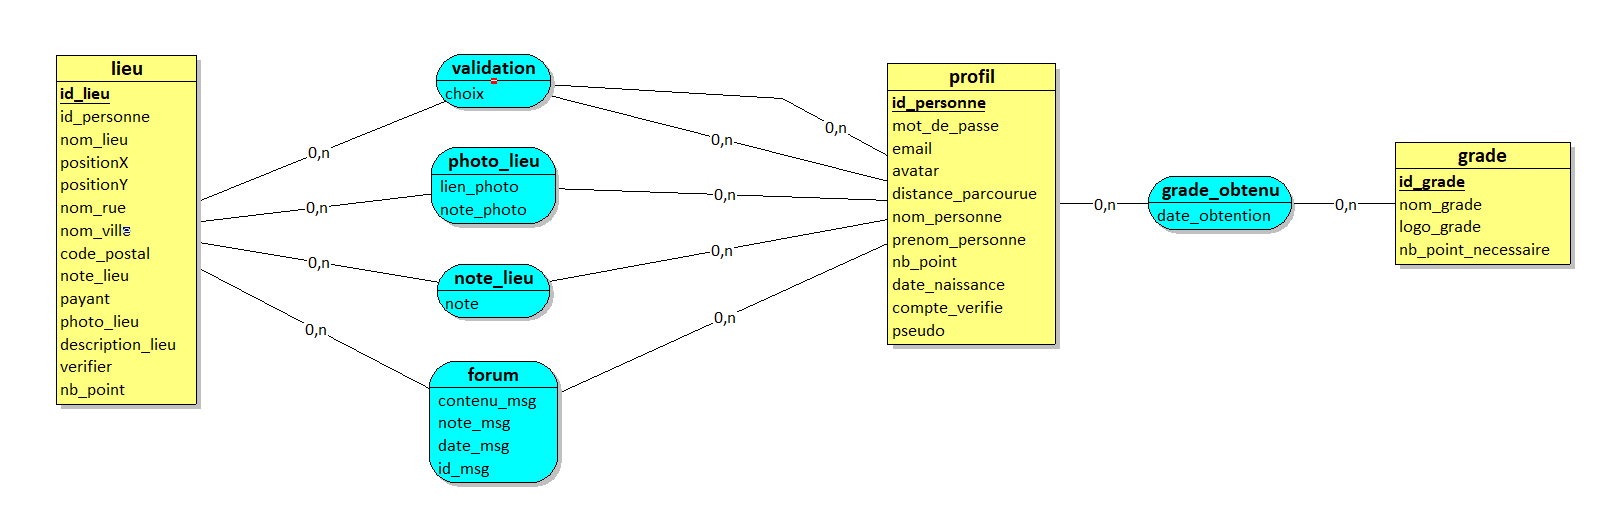 lieu
id_lieu
id_personne
nom_lieu
positionX
positionY
nom_rue
nom_ville
code_postal
note_lieu
payant
photo_lieu
description_lieu
verifier
nb_point
0,n
0,n
0,n
0,n
validation
choix
photo_lieu
lien_photo
note_photo
note_lieu
note
forum
contenu_msg
note_msg
date_msg
id_msg
0,n
0,n
0,n
0,n
0,n
profil
id_personne
mot_de_passe
email
avatar
distance_parcourue
nom_personne
prenom_personne
nb_point
date_naissance
compte_verifie
pseudo
0,n
grade_obtenu
date_obtention
0,n
grade
id_grade
nom_grade
logo_grade
nb_point_necessaire